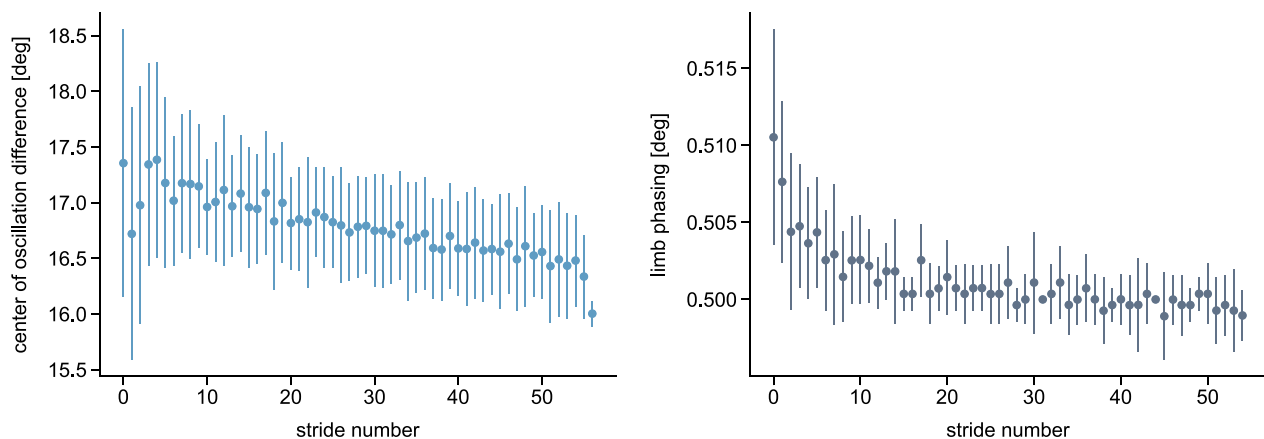 center of oscillation difference [deg]
18.5
18.0
17.5
17.0
16.5
16.0
15.5
0 10 20 30 40 50
stride number
limb phasing [deg]
0.515
0.510
0.505
0.500
0 10 20 30 40 50
stride number